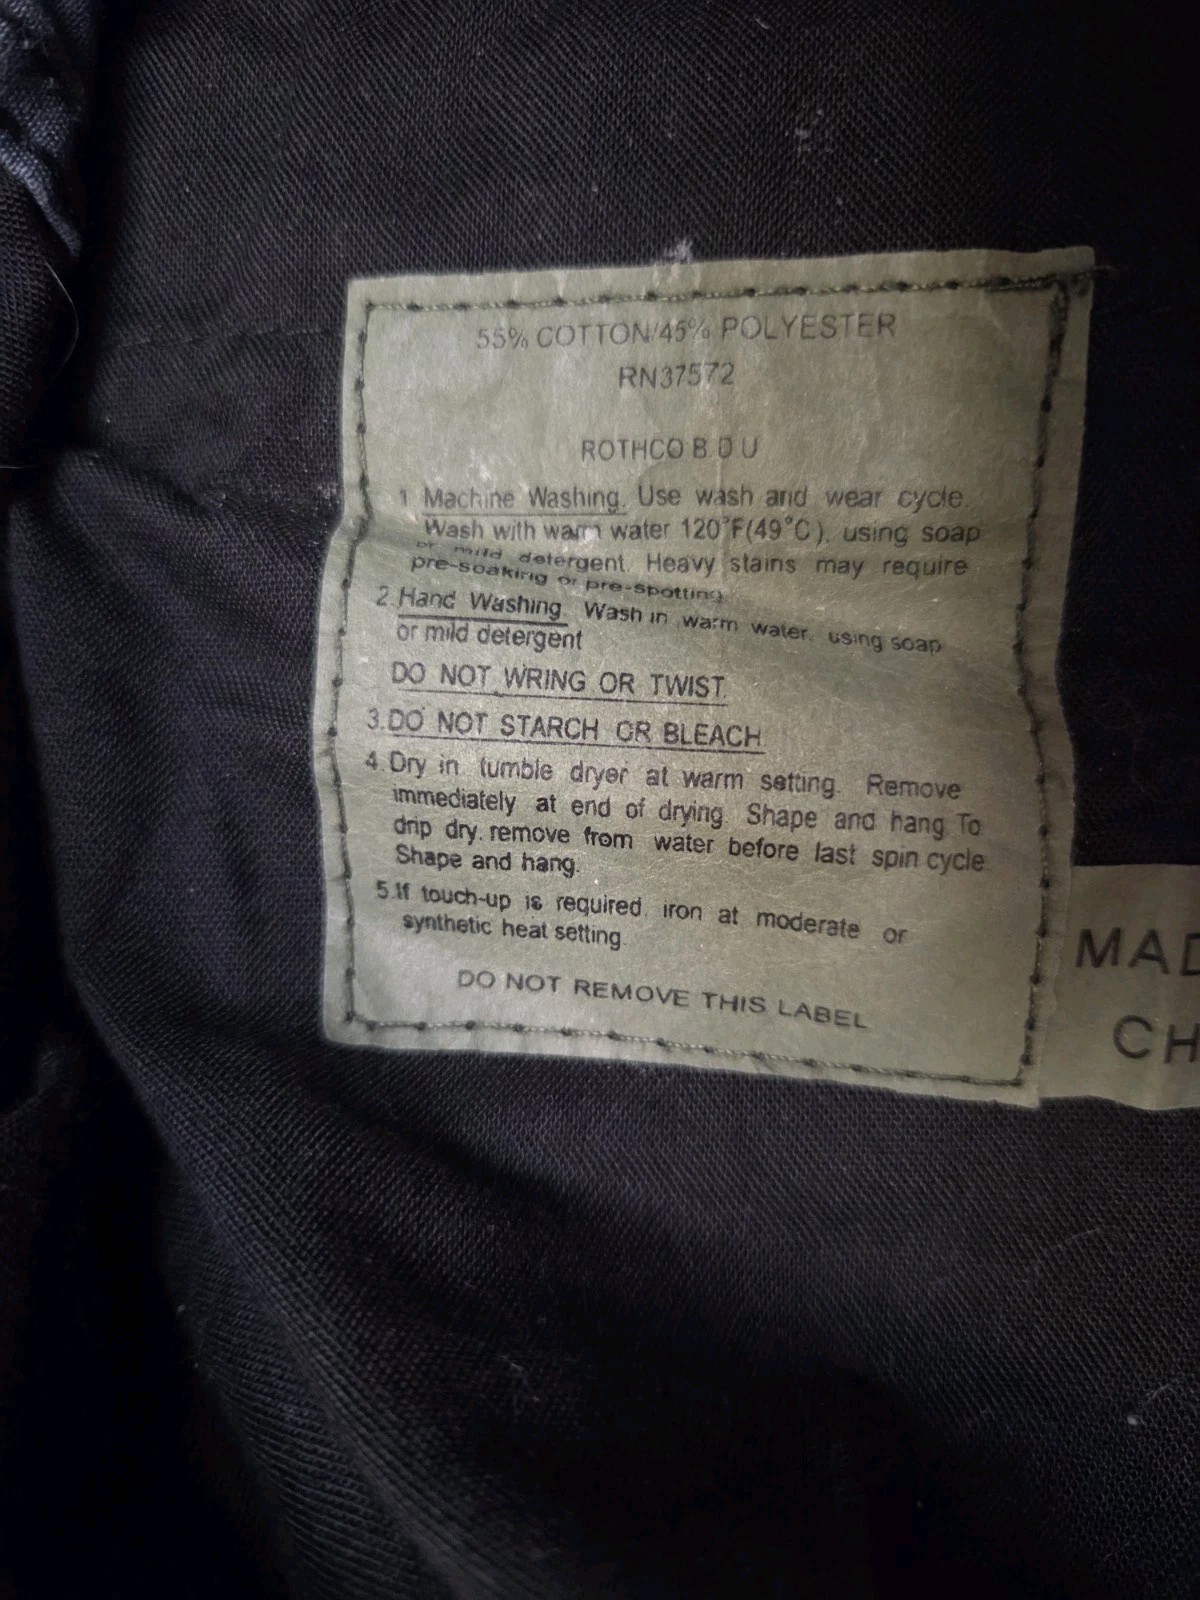 55% COTTON/45% POLYESTER
RN37572
ROTHCO B.D.U
1 Machine Washing. Use wash and wear cycle.
Wash with warm water 120°F(49°C), using soap
or mild detergent. Heavy stains may require
pre-soaking or pre-spotting.
2.Hand Washing. Wash in warm water, using soap
or mild detergent
DO NOT WRING OR TWIST
3.DO NOT STARCH OR BLEACH
4.Dry in tumble dryer at warm setting. Remove
immediately at end of drying. Shape and hang To
drip dry, remove from water before last spin cycle
Shape and hang.
5.If touch-up is required, iron at moderate or
synthetic heat setting.
DO NOT REMOVE THIS LABEL
MAD
CH